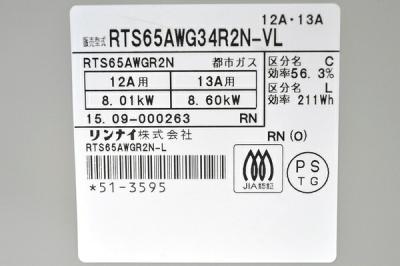 12A・13A
販売形式 RTS65AWG34R2N-VL
RTS65AWGR2N 都市ガス
12A用 13A用
8.01kW 8.60kW
区分名 C
効率56.3%
区分名 L
効率 211Wh
15.09-000263 RN
リンナイ株式会社
RN(O)
RTS65AWGR2N-L
*51-3595
JIA認証
PS
TG